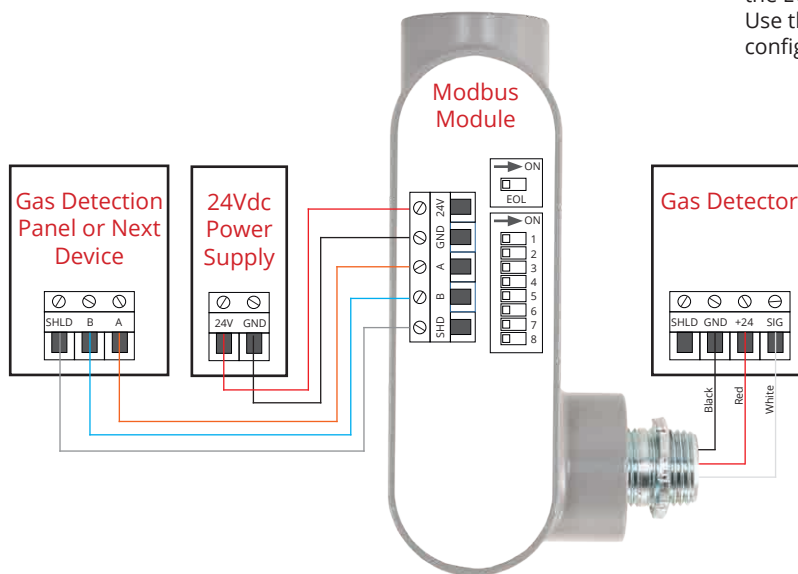 Use th
config
Modbus
Module
ON
EOL
ON
1
2
3
4
5
6
7
8
24V
GND
A
B
SHD
Gas Detection
Panel or Next
Device
SHLD B A
24Vdc
Power
Supply
24V GND
Gas Detector
SHLD GND +24 SIG
Black
Red
White